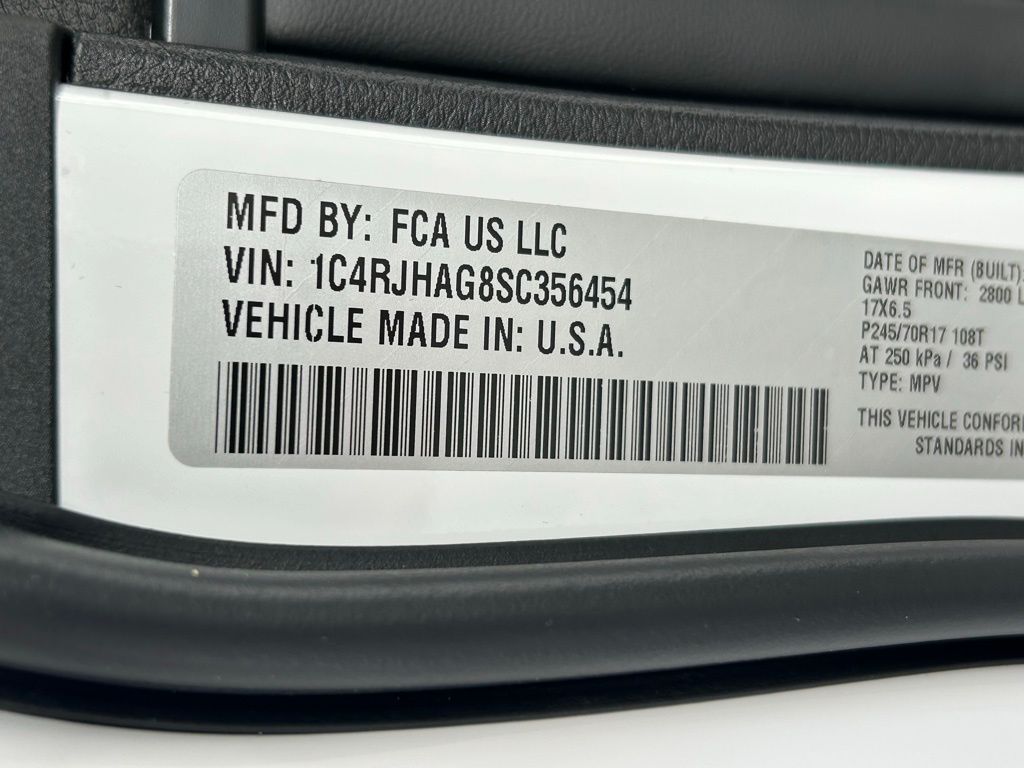 MFD BY: FCA US LLC
VIN: 1C4RJHAG8SC356454
VEHICLE MADE IN: U.S.A.
DATE OF MFR (BUILT)
GAWR FRONT: 2800 L
17X6.5
P245/70R17 108T
AT 250 kPa / 36 PSI
TYPE: MPV
THIS VEHICLE CONFOR
STANDARDS IN